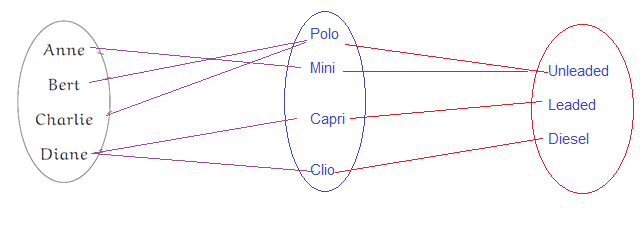 Anne
Bert
Charlie
Diane
Polo
Mini
Capri
Clio
Unleaded
Leaded
Diesel